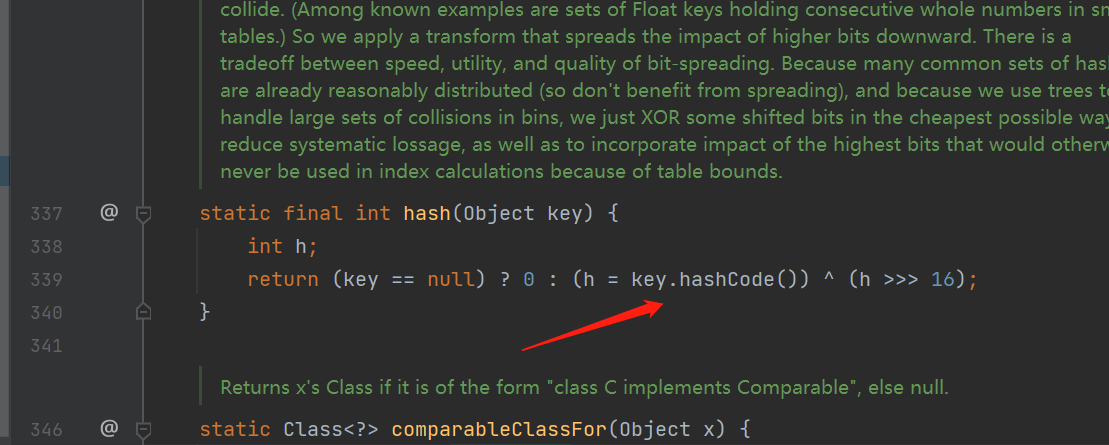 collide. (Among known examples are sets of Float keys holding consecutive whole numbers in
tables.) So we apply a transform that spreads the impact of higher bits downward. There is a
tradeoff between speed, utility, and quality of bit-spreading. Because many common sets of
are already reasonably distributed (so don't benefit from spreading), and because we use trees
handle large sets of collisions in bins, we just XOR some shifted bits in the cheapest possible
reduce systematic lossage, as well as to incorporate impact of the highest bits that would
never be used in index calculations because of table bounds.
337 @ static final int hash(Object key) {
338 int h;
339 return (key == null) ? 0 : (h = key.hashCode()) ^ (h >>> 16);
340 }
341
Returns x's Class if it is of the form "class C implements Comparable", else null.
346 @ static Class<?> comparableClassFor(Object x) {